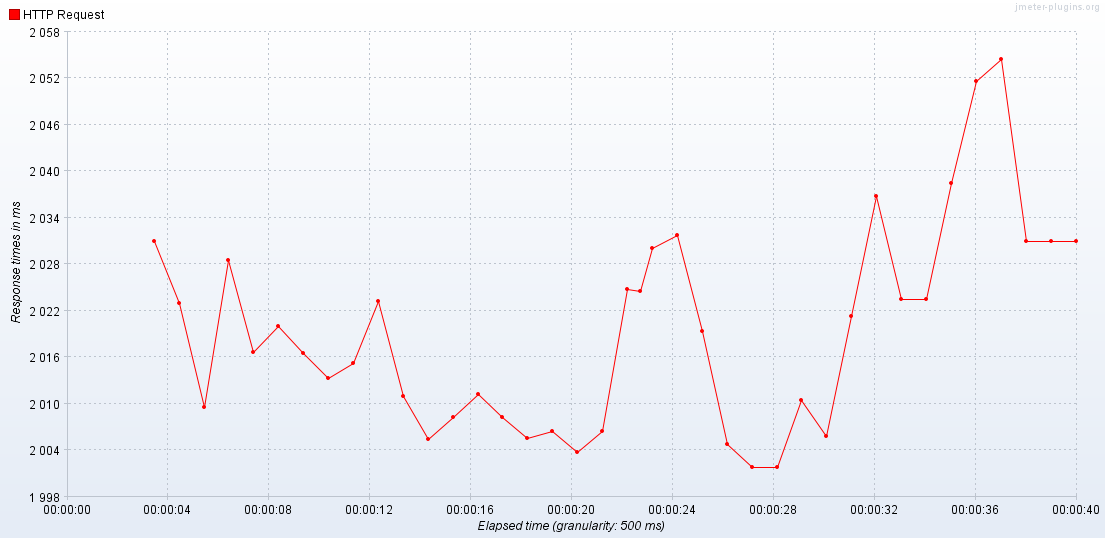 HTTP Request
jmeter-plugins.org
2 058
2 052
2 046
2 040
2 034
2 028
2 022
2 016
2 010
2 004
1 998
Response times in ms
00:00:00 00:00:04 00:00:08 00:00:12 00:00:16 00:00:20 00:00:24 00:00:28 00:00:32 00:00:36 00:00:40
Elapsed time (granularity: 500 ms)